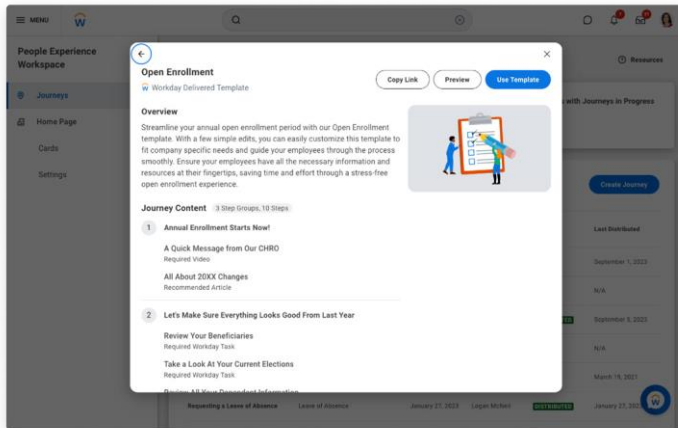 MENU
People Experience
Workspace
Resources
Journeys
with Journeys in Progress
Home Page
Cards
Settings
Create Journey
Last Distributed
September 1, 2023
N/A
N/A
March 19, 2021
Open Enrollment
Workday Delivered Template
Copy Link
Preview
Use Template
Overview
Streamline your annual open enrollment period with our Open Enrollment
template. With a few simple edits, you can easily customize this template to
fit company specific needs and guide your employees through the process
smoothly. Ensure your employees have all the necessary information and
resources at their fingertips, saving time and effort through a stress-free
open enrollment experience.
Journey Content 3 Step Groups, 10 Steps
1 Annual Enrollment Starts Now!
A Quick Message from Our CHRO
Required Video
All About 20XX Changes
Recommended Article
2 Let's Make Sure Everything Looks Good From Last Year
Review Your Beneficiaries
Required Workday Task
Take a Look At Your Current Elections
Required Workday Task
Review All Your Dependent Information
Requesting a Leave of Absence Leave of Absence January 27, 2023 Logan McNeil DISTRIBUTED January 27,